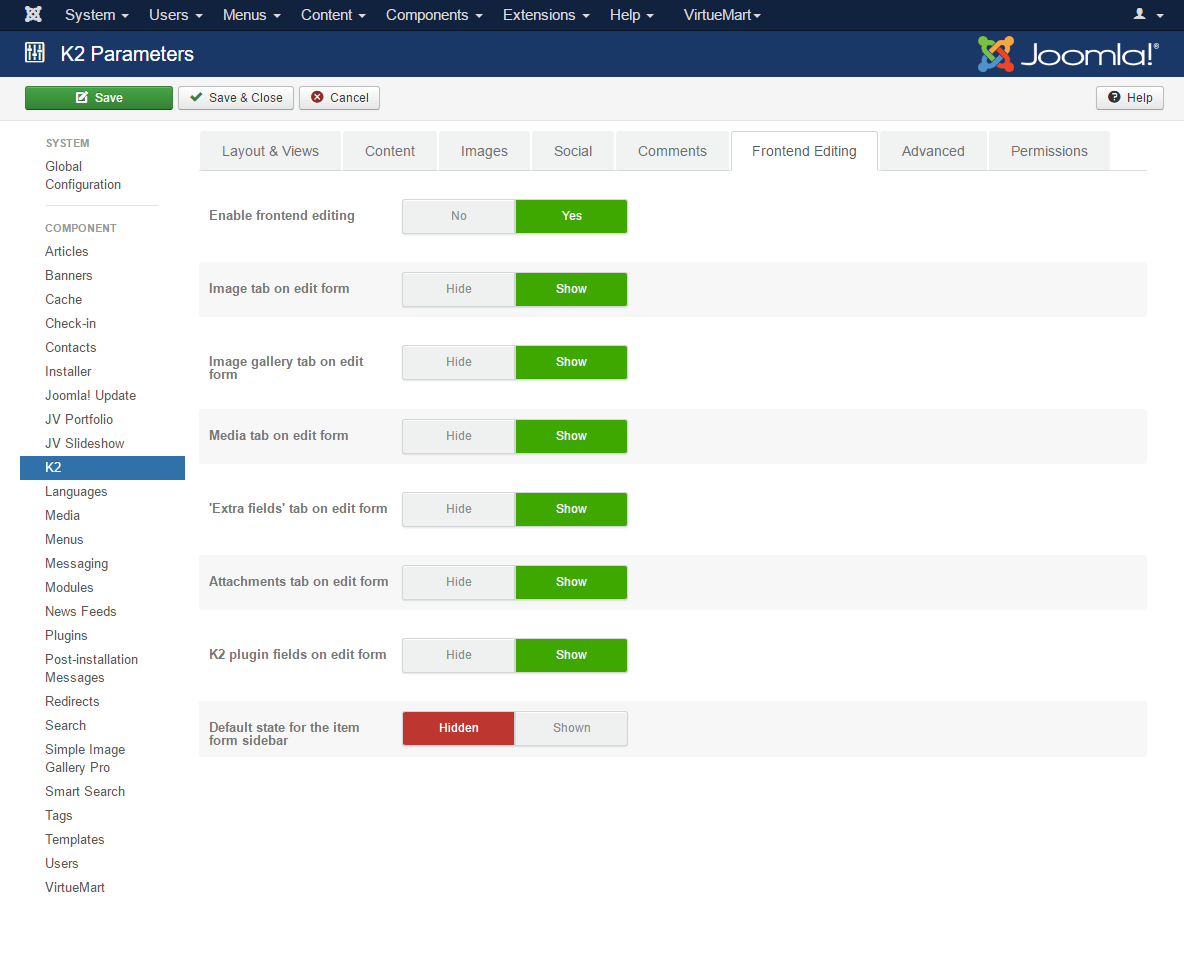 System Users Menus Content Components Extensions Help VirtueMart
K2 Parameters
Joomla!®
Save
Save & Close
Cancel
Help
SYSTEM
Global
Configuration
COMPONENT
Articles
Banners
Cache
Check-in
Contacts
Installer
Joomla! Update
JV Portfolio
JV Slideshow
K2
Languages
Media
Menus
Messaging
Modules
News Feeds
Plugins
Post-installation
Messages
Redirects
Search
Simple Image
Gallery Pro
Smart Search
Tags
Templates
Users
VirtueMart
Layout & Views Content Images Social Comments Frontend Editing Advanced Permissions
Enable frontend editing No Yes
Image tab on edit form Hide Show
Image gallery tab on edit
form
Hide Show
Media tab on edit form Hide Show
'Extra fields' tab on edit form Hide Show
Attachments tab on edit form Hide Show
K2 plugin fields on edit form Hide Show
Default state for the item
form sidebar
Hidden Shown